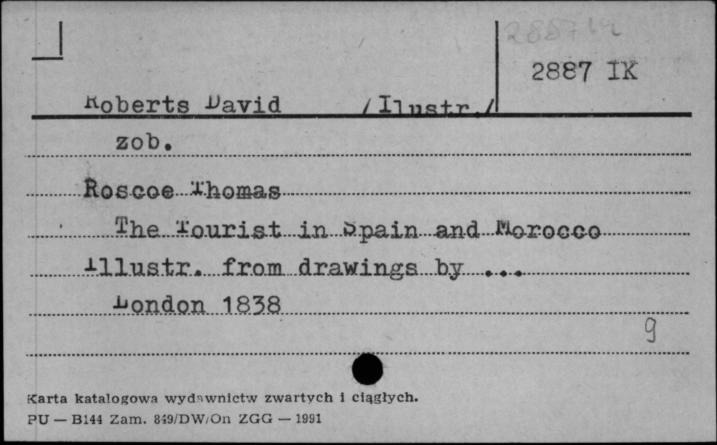 2887 IK
Roberts David /Ilustr./
zob.
Roscoe Thomas
The Tourist in Spain and Morocco
Illustr. from drawings by ...
London 1838
9
Karta katalogowa wydawnictw zwartych i ciągłych.
PU — B144 Zam. 849/DW/On ZGG — 1991